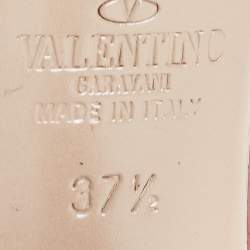 VALENTINO
GARAVANI
MADE IN ITALY
37½